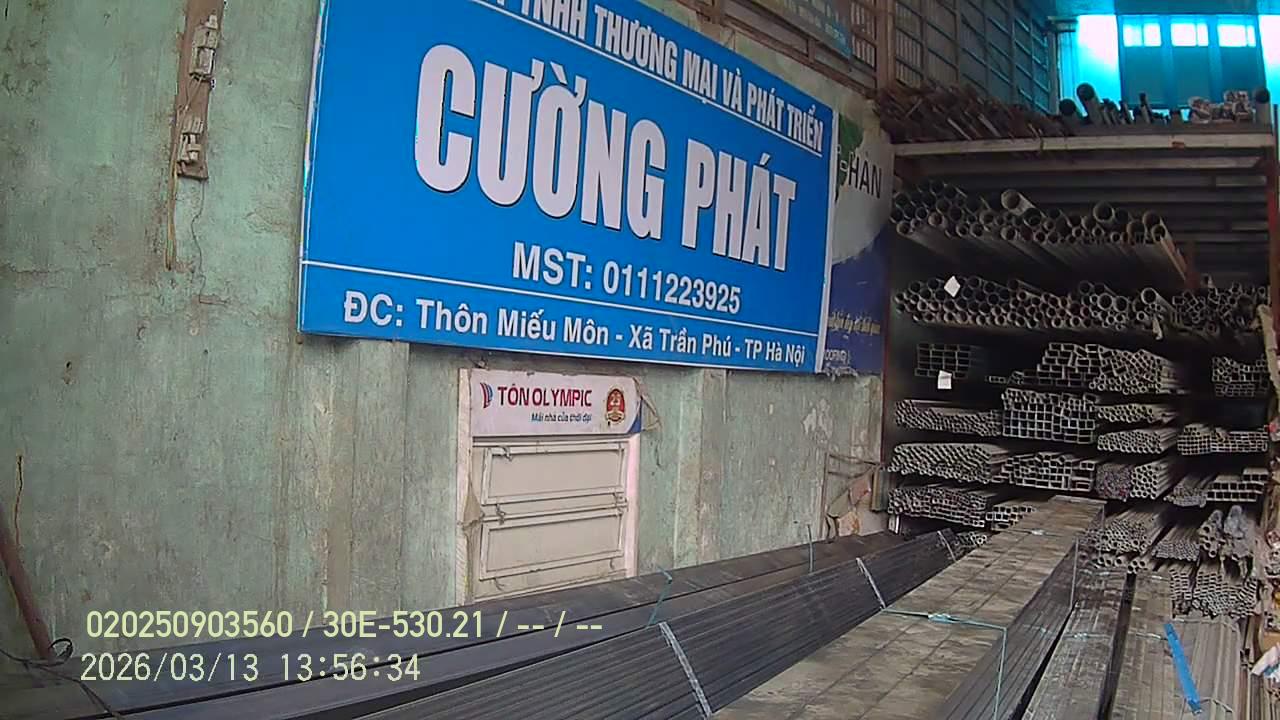 TNHH THƯƠNG MẠI VÀ PHÁT TRIỂN
CƯỜNG PHÁT
MST: 0111223925
ĐC: Thôn Miếu Môn - Xã Trần Phú - TP Hà Nội
HAN
TÔN OLYMPIC
Mái nhà của thời đại
020250903560 / 30E-530.21 / -- / --
2026/03/13 13:56:34